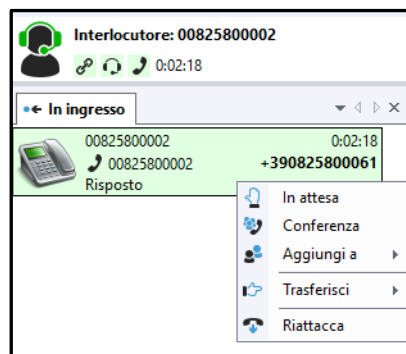 Interlocutore: 00825800002
0:02:18
In ingresso
00825800002 0:02:18
00825800002 +390825800061
Risposto
In attesa
Conferenza
Aggiungi a
Trasferisci
Riattacca